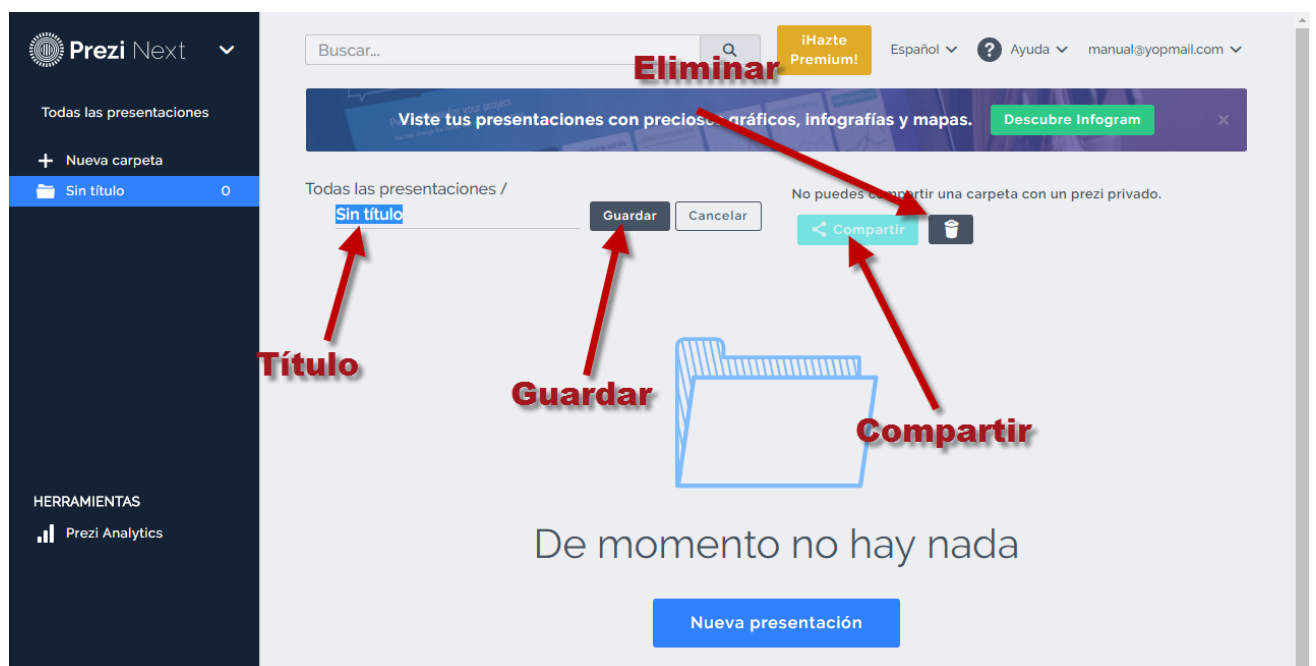 Prezi Next
Buscar...
¡Hazte
Premium!
Español
? Ayuda
manual@yopmail.com
Eliminar
Todas las presentaciones
Viste tus presentaciones con preciosos gráficos, infografías y mapas.
Descubre Infogram
+ Nueva carpeta
Sin título 0
Todas las presentaciones /
Sin título
Guardar
Cancelar
No puedes compartir una carpeta con un prezi privado.
Compartir
Título
Guardar
Compartir
HERRAMIENTAS
Prezi Analytics
De momento no hay nada
Nueva presentación